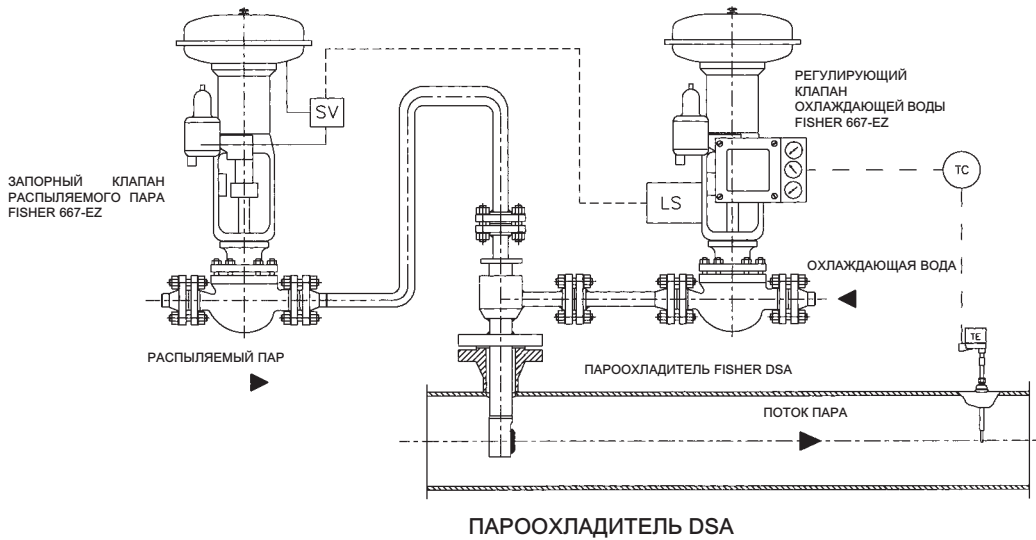 РЕГУЛИРУЮЩИЙ
КЛАПАН
ОХЛАЖДАЮЩЕЙ ВОДЫ
FISHER 667-EZ
SV
ЗАПОРНЫЙ КЛАПАН
РАСПЫЛЯЕМОГО ПАРА
FISHER 667-EZ
LS
TC
ОХЛАЖДАЮЩАЯ ВОДА
РАСПЫЛЯЕМЫЙ ПАР
TE
ПАРООХЛАДИТЕЛЬ FISHER DSA
ПОТОК ПАРА
ПАРООХЛАДИТЕЛЬ DSA